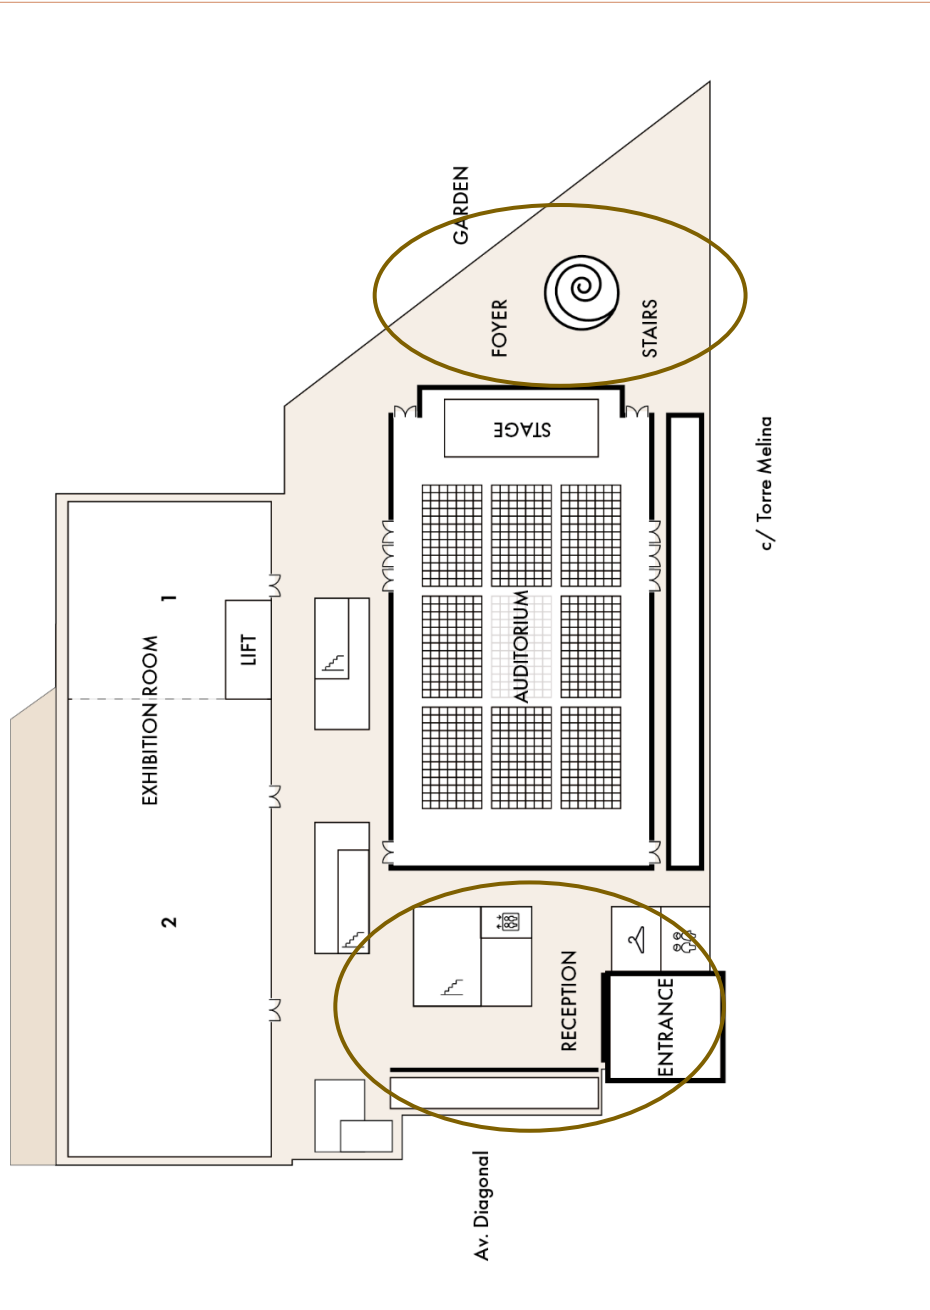 GARDEN
FOYER
STAIRS
STAGE
c/ Torre Melina
1
LIFT
EXHIBITION ROOM
AUDITORIUM
2
RECEPTION
ENTRANCE
Av. Diagonal